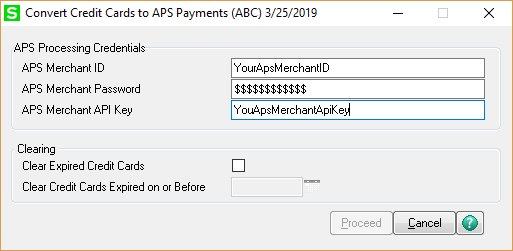 S Convert Credit Cards to APS Payments (ABC) 3/25/2019
APS Processing Credentials
APS Merchant ID YourApsMerchantID
APS Merchant Password $$$$$$$$$$$$
APS Merchant API Key YouApsMerchantApiKey
Clearing
Clear Expired Credit Cards
Clear Credit Cards Expired on or Before
Proceed Cancel ?